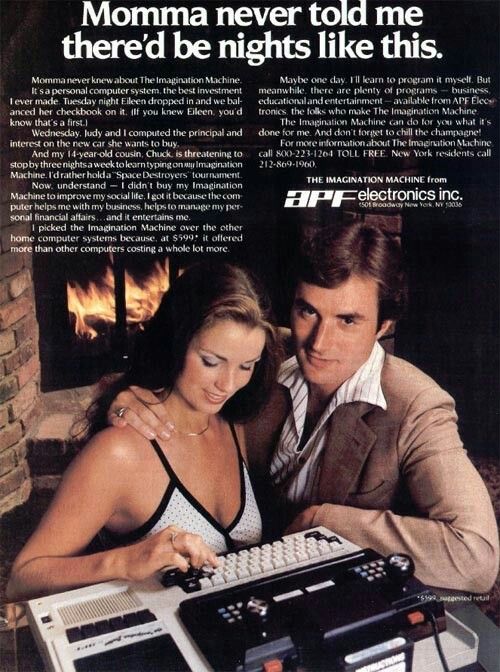 Momma never told me
there'd be nights like this.
Momma never knew about The Imagination Machine.
It's a personal computer system, the best investment
I ever made. Tuesday night Eileen dropped in and we bal-
anced her checkbook on it. (If you knew Eileen, you'd
know that's a first.)
Wednesday, Judy and I computed the principal and
interest on the new car she wants to buy.
And my 14-year-old cousin, Chuck, is threatening to
stop by three nights a week to learn typing on my Imagination
Machine. I'd rather hold a "Space Destroyers" tournament.
Now, understand — I didn't buy my Imagination
Machine to improve my social life. I got it because the com-
puter helps me with my business, helps to manage my per-
sonal financial affairs...and it entertains me.
I picked the Imagination Machine over the other
home computer systems because, at $599* it offered
more than other computers costing a whole lot more.
Maybe one day, I'll learn to program it myself. But
meanwhile, there are plenty of programs — business,
educational and entertainment — available from APF Elec-
tronics, the folks who make The Imagination Machine.
The Imagination Machine can do for you what it's
done for me. And don't forget to chill the champagne!
For more information about The Imagination Machine
call 800-223-1264 TOLL FREE. New York residents call
212-869-1960.
THE IMAGINATION MACHINE from
apf electronics inc.
1501 Broadway New York, NY 10036
*$599 suggested retail